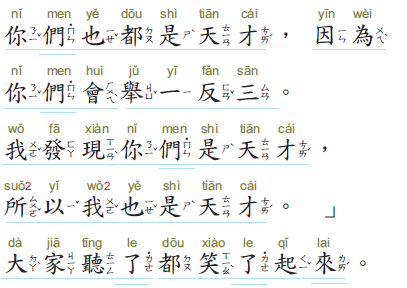 nǐ men yě dōu shì tiān cái yīn wèi
你們也都是天才，因為
nǐ men huì jǔ yī fǎn sān
你們會舉一反三。
wǒ fā xiàn nǐ men shì tiān cái
我發現你們是天才，
suǒ2 yǐ wǒ2 yě shì tiān cái
所以我也是天才。」
dà jiā tīng le dōu xiào le qǐ lai
大家聽了都笑了起來。